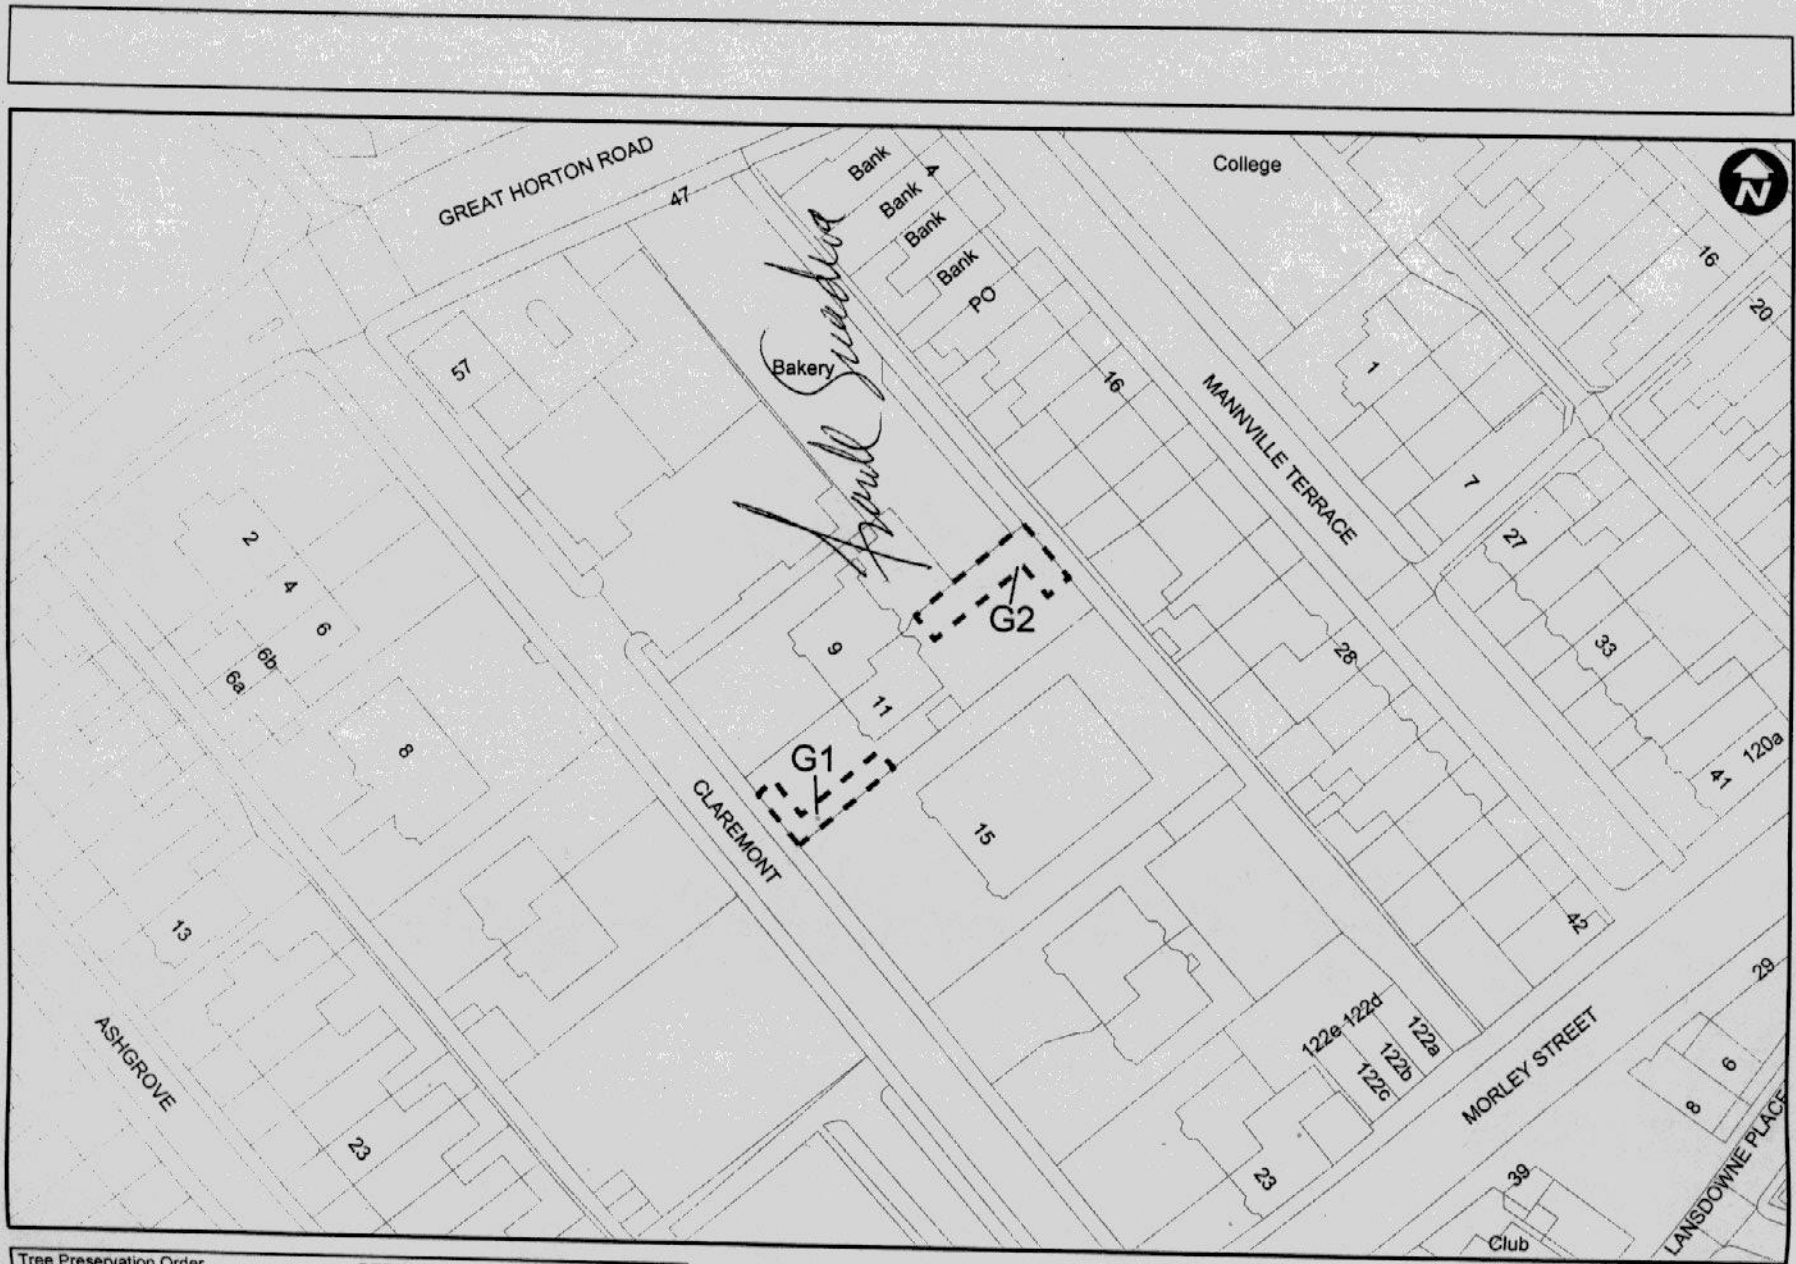 GREAT HORTON ROAD
47
Bank
4
Bank
Bank
Bank
PO
College
N
16
20
57
Bakery
16
1
MANNVILLE TERRACE
7
27
2
4
6
6b
6a
8
G2
9
11
28
33
G1
CLAREMONT
15
41
120a
13
42
29
ASHGROVE
122e 122d
122a
122b
122c
MORLEY STREET
6
8
23
23
39
Club
LANSDOWNE PLACE
Tree Preservation Order